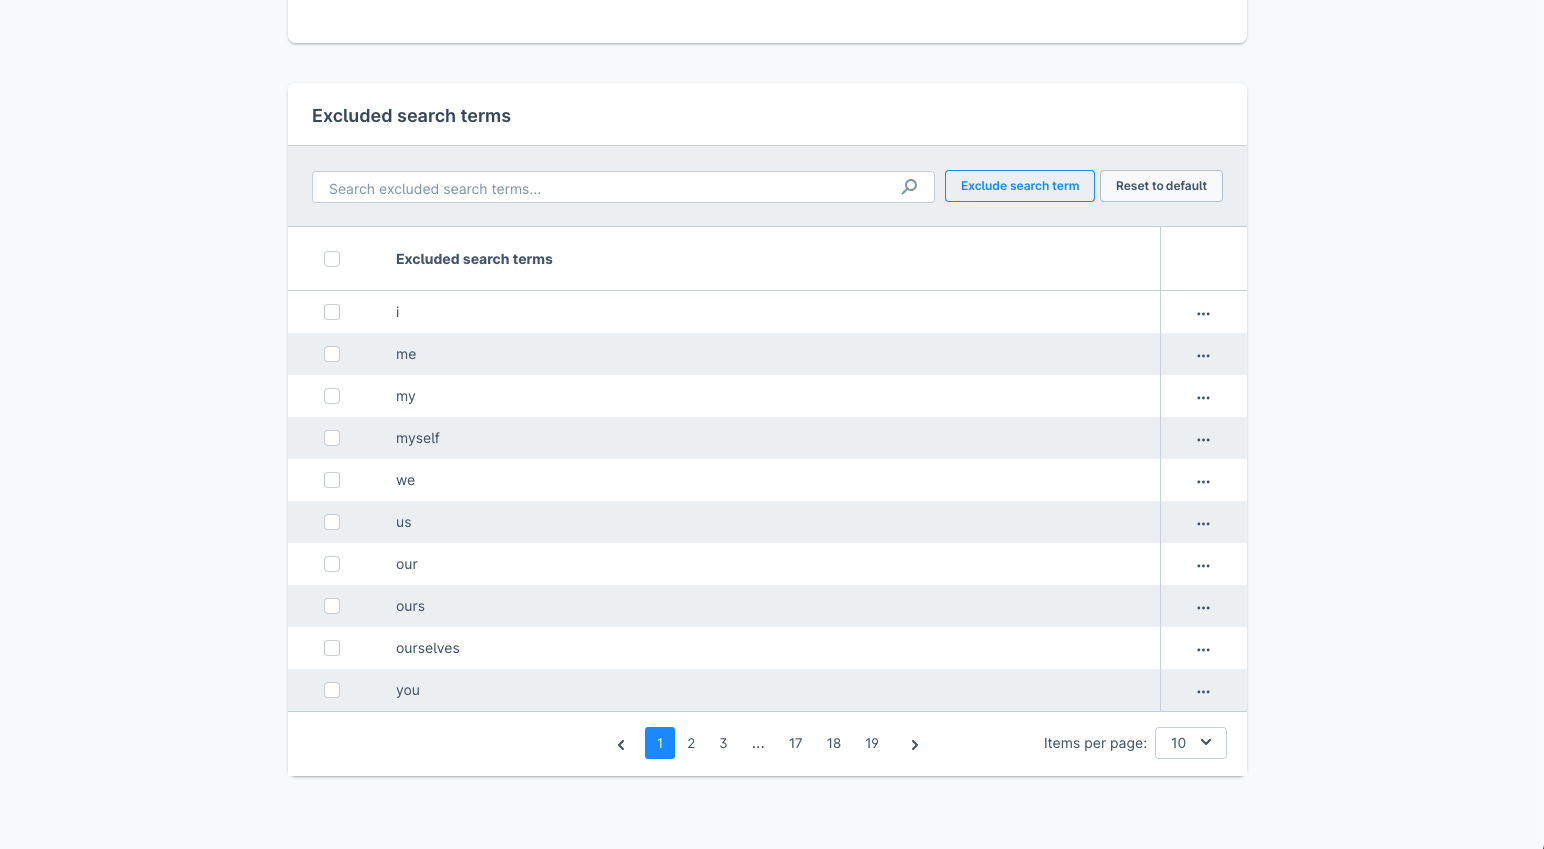 Excluded search terms
Search excluded search terms...
Exclude search term
Reset to default
Excluded search terms
i
me
my
myself
we
us
our
ours
ourselves
you
1 2 3 ... 17 18 19
Items per page: 10